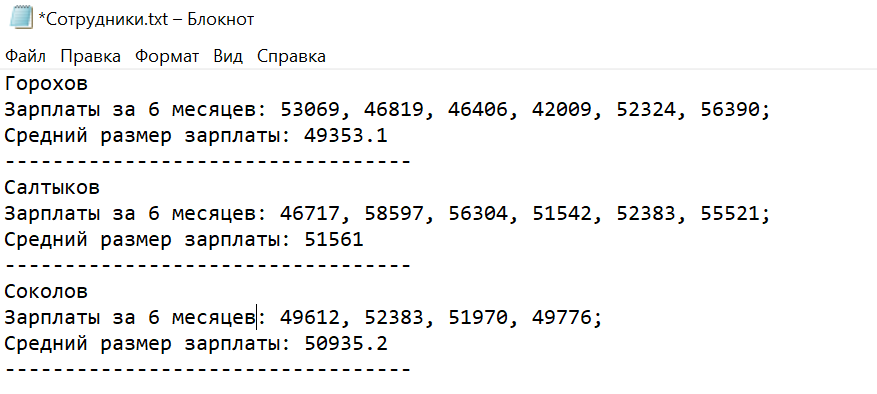 *Сотрудники.txt – Блокнот
Файл Правка Формат Вид Справка
Горохов
Зарплаты за 6 месяцев: 53069, 46819, 46406, 42009, 52324, 56390;
Средний размер зарплаты: 49353.1
----------------------------------
Салтыков
Зарплаты за 6 месяцев: 46717, 58597, 56304, 51542, 52383, 55521;
Средний размер зарплаты: 51561
----------------------------------
Соколов
Зарплаты за 6 месяцев: 49612, 52383, 51970, 49776;
Средний размер зарплаты: 50935.2
----------------------------------